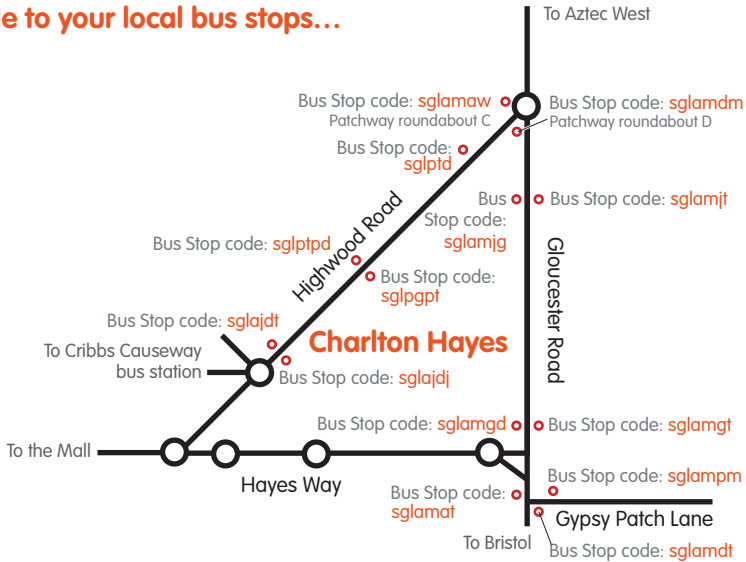 le to your local bus stops…
To Aztec West
Bus Stop code: sglamaw
Patchway roundabout C
Bus Stop code: sglamdm
Patchway roundabout D
Bus Stop code:
sglptd
Bus
Stop code:
sglamjg
Bus Stop code: sglamjt
Highwood Road
Bus Stop code: sglptpd
Bus Stop code:
sglpgpt
Gloucester Road
Bus Stop code: sglajdt
Charlton Hayes
To Cribbs Causeway
bus station
Bus Stop code: sglajdj
Bus Stop code: sglamgd
Bus Stop code: sglamgt
To the Mall
Hayes Way
Bus Stop code: sglampm
Bus Stop code:
sglamat
Gypsy Patch Lane
To Bristol
Bus Stop code: sglamdt